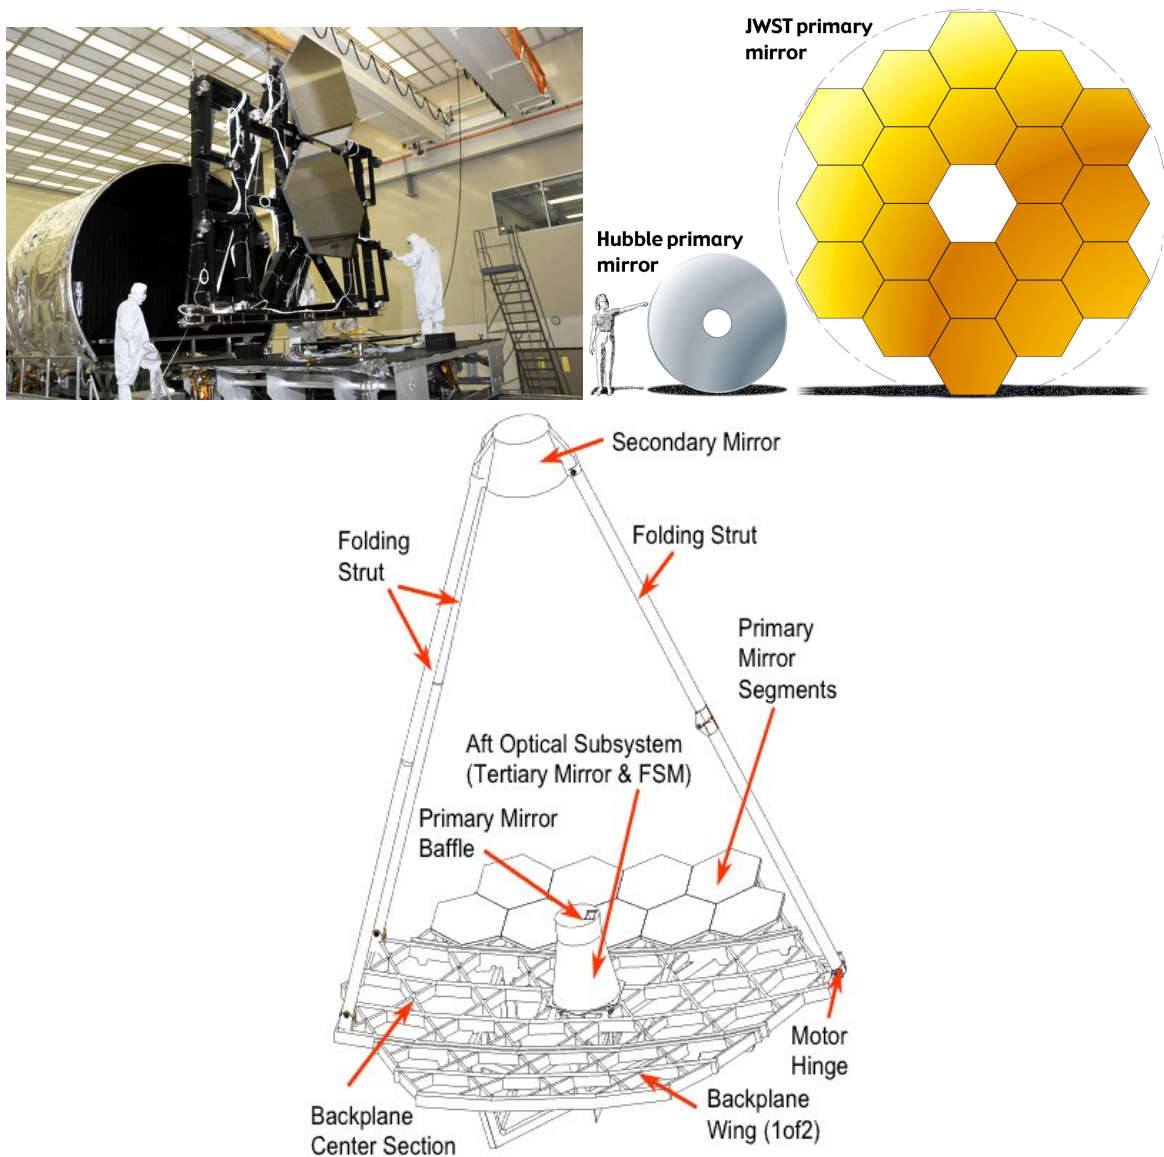 JWST primary
mirror
Hubble primary
mirror
Secondary Mirror
Folding
Strut
Folding Strut
Primary
Mirror
Segments
Aft Optical Subsystem
(Tertiary Mirror & FSM)
Primary Mirror
Baffle
Motor
Hinge
Backplane
Wing (1of2)
Backplane
Center Section